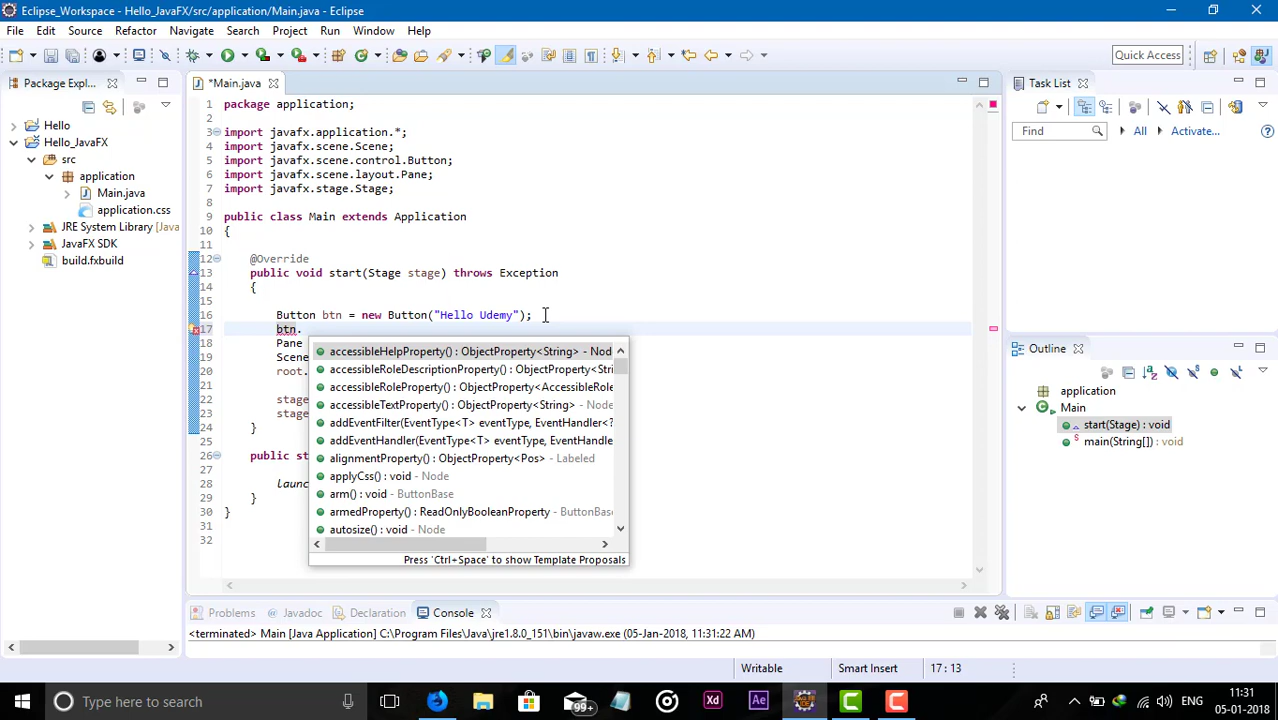 Eclipse_Workspace - Hello_JavaFX/src/application/Main.java - Eclipse
File Edit Source Refactor Navigate Search Project Run Window Help
Quick Access
Package Expl...
Hello
Hello_JavaFX
src
application
Main.java
application.css
JRE System Library [Java
JavaFX SDK
build.fxbuild
*Main.java
1 package application;
2
3 import javafx.application.*;
4 import javafx.scene.Scene;
5 import javafx.scene.control.Button;
6 import javafx.scene.layout.Pane;
7 import javafx.stage.Stage;
8
9 public class Main extends Application
10 {
11
12 @Override
13 public void start(Stage stage) throws Exception
14 {
15
16 Button btn = new Button("Hello Udemy");
17 btn.
18 Pane
19 Scene
20 root.
21
22 stage
23 stage
24 }
25
26 public st
27
28 launc
29 }
30 }
31
32
accessibleHelpProperty() : ObjectProperty<String> - Nod
accessibleRoleDescriptionProperty() : ObjectProperty<Stri
accessibleRoleProperty() : ObjectProperty<AccessibleRole
accessibleTextProperty() : ObjectProperty<String> - Node
addEventFilter(EventType<T> eventType, EventHandler<?
addEventHandler(EventType<T> eventType, EventHandle
alignmentProperty() : ObjectProperty<Pos> - Labeled
applyCss() : void - Node
arm() : void - ButtonBase
armedProperty() : ReadOnlyBooleanProperty - ButtonBas
autosize() : void - Node
Press 'Ctrl+Space' to show Template Proposals
Task List
Find All Activate...
Outline
application
Main
start(Stage) : void
main(String[]) : void
Problems Javadoc Declaration Console
<terminated> Main [Java Application] C:\Program Files\Java\jre1.8.0_151\bin\javaw.exe (05-Jan-2018, 11:31:22 AM)
Writable Smart Insert 17 : 13
Type here to search
99+
Xd
Ae
ENG
11:31
05-01-2018